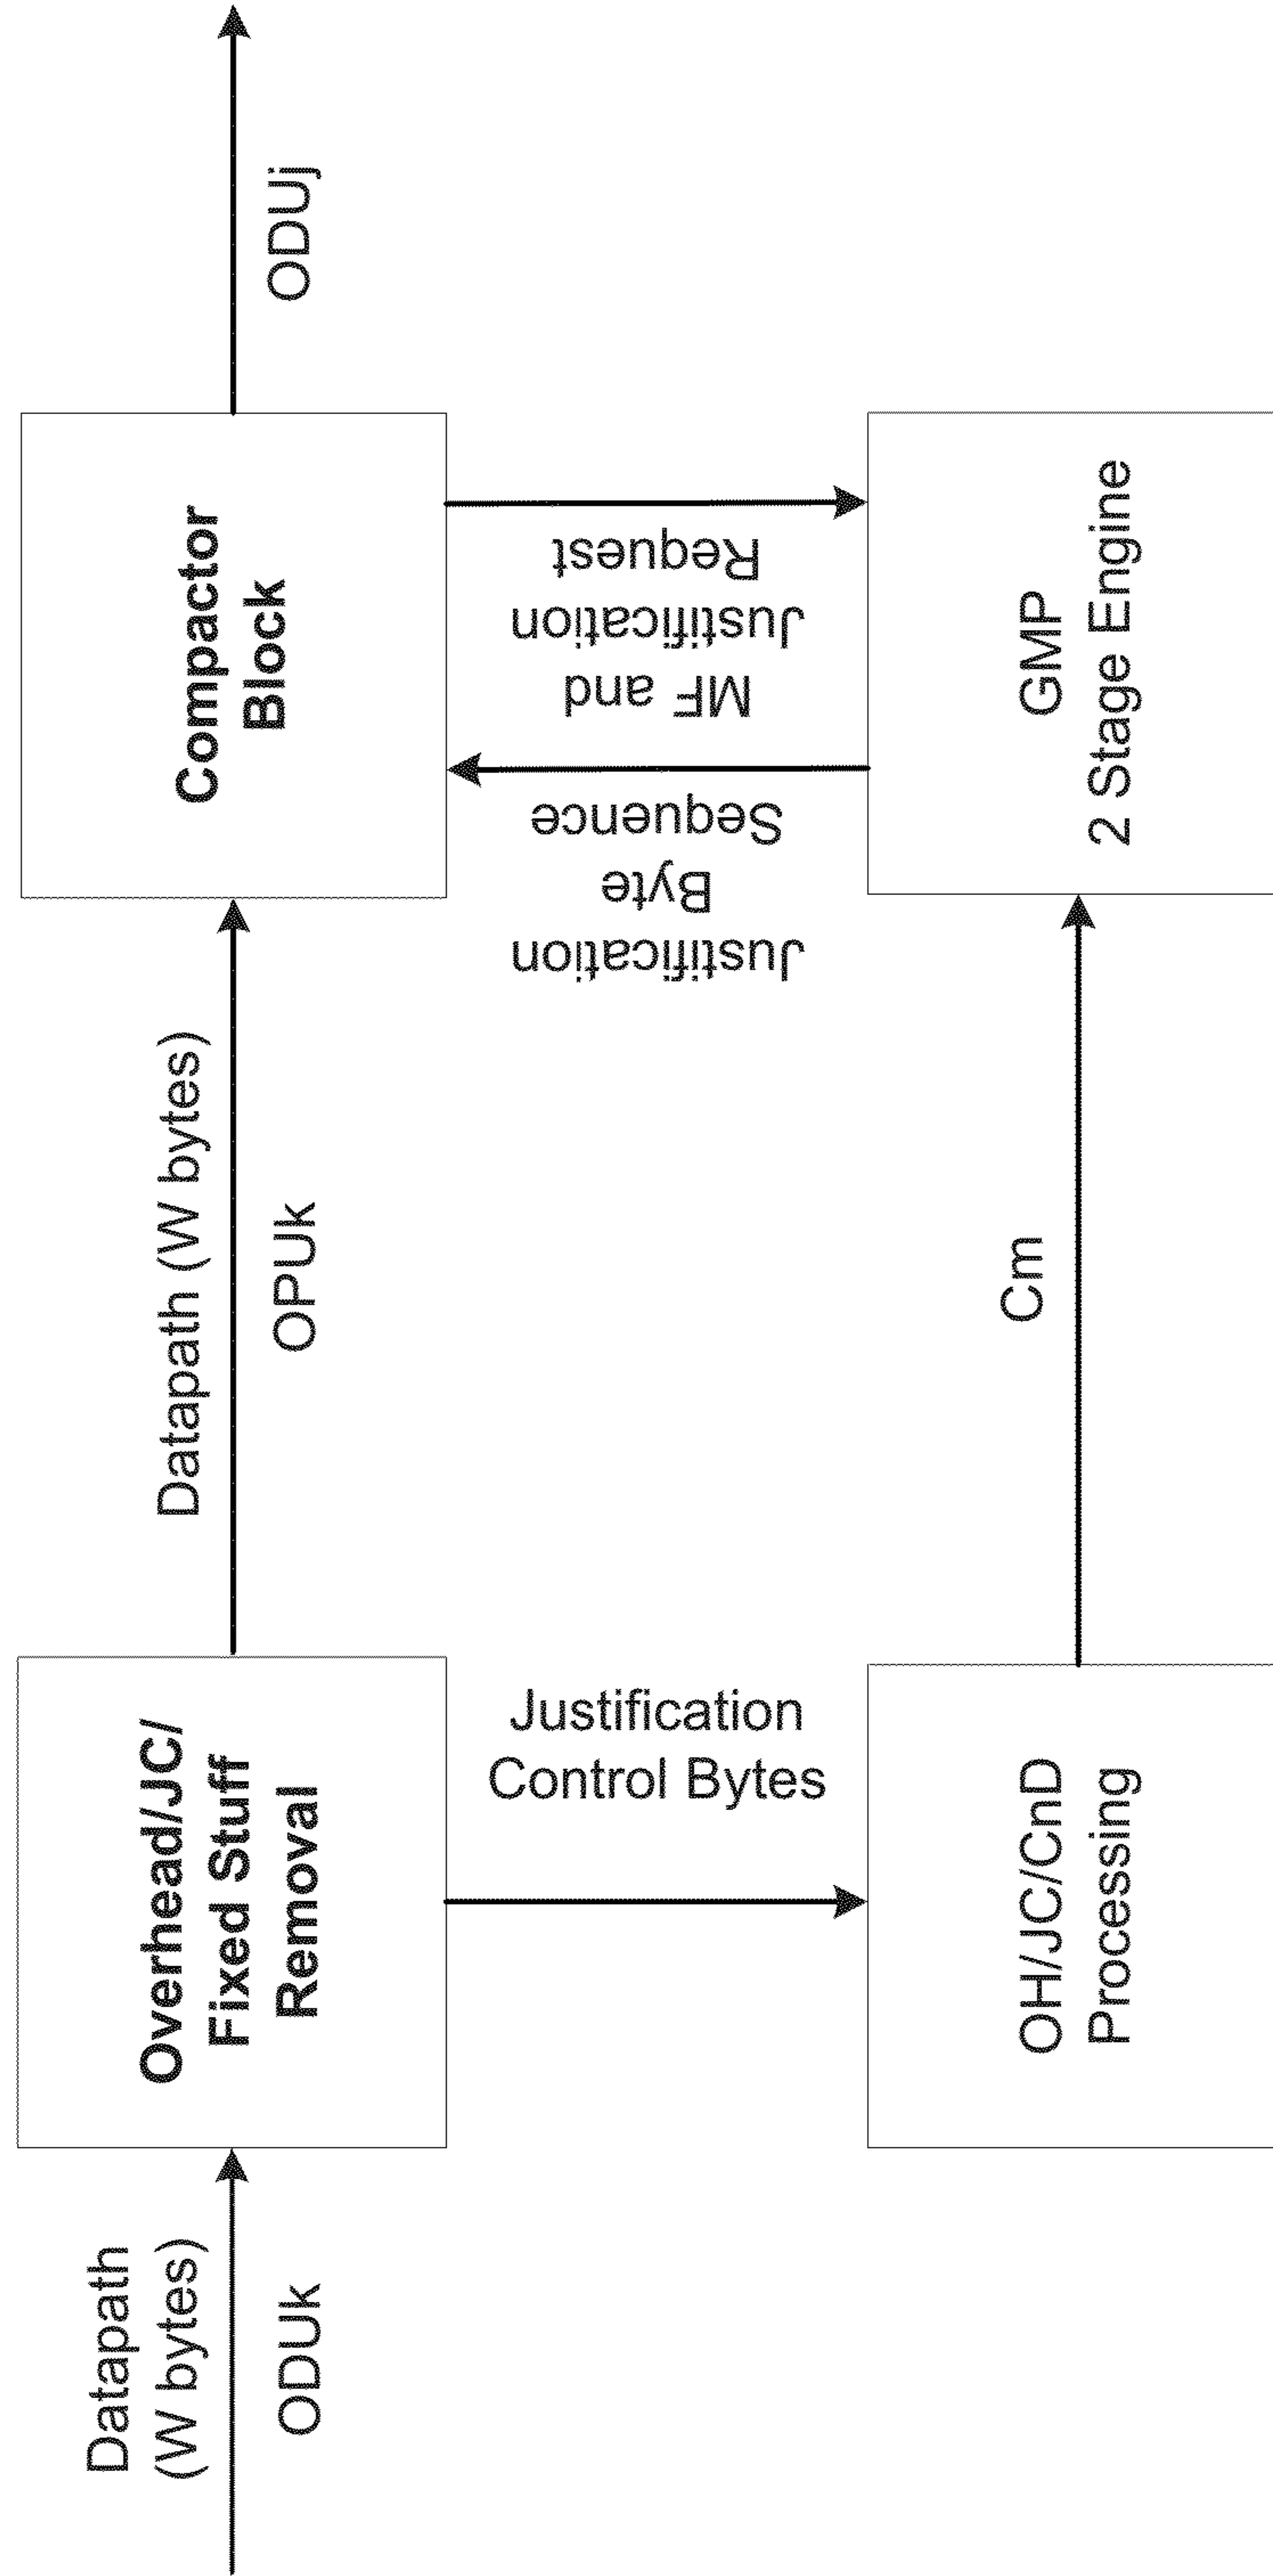 Datapath
(W bytes)
ODUk
Overhead/JC/
Fixed Stuff
Removal
Datapath (W bytes)
OPUk
Compactor
Block
ODUj
Justification
Control Bytes
Justification
Byte
Sequence
MF and
Justification
Request
OH/JC/CnD
Processing
Cm
GMP
2 Stage Engine